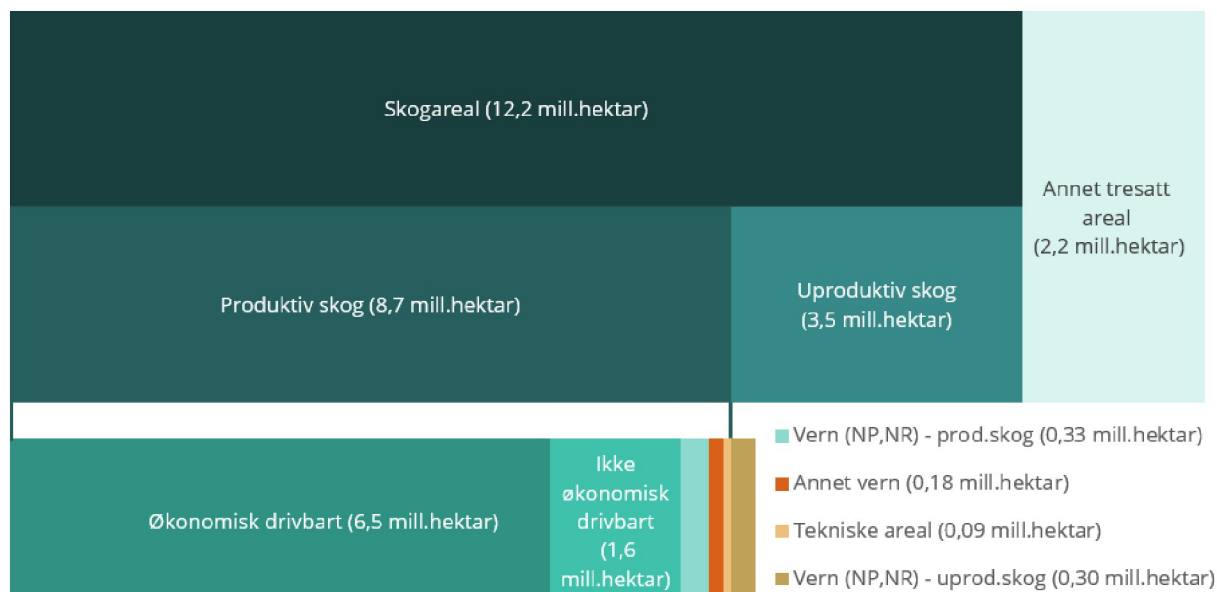 Skogareal (12,2 mill.hektar)
Annet tresatt
areal
(2,2 mill.hektar)
Produktiv skog (8,7 mill.hektar)
Uproduktiv skog
(3,5 mill.hektar)
Økonomisk drivbart (6,5 mill.hektar)
Ikke
økonomisk
drivbart
(1,6
mill.hektar)
Vern (NP,NR) - prod.skog (0,33 mill.hektar)
Annet vern (0,18 mill.hektar)
Tekniske areal (0,09 mill.hektar)
Vern (NP,NR) - uprod.skog (0,30 mill.hektar)